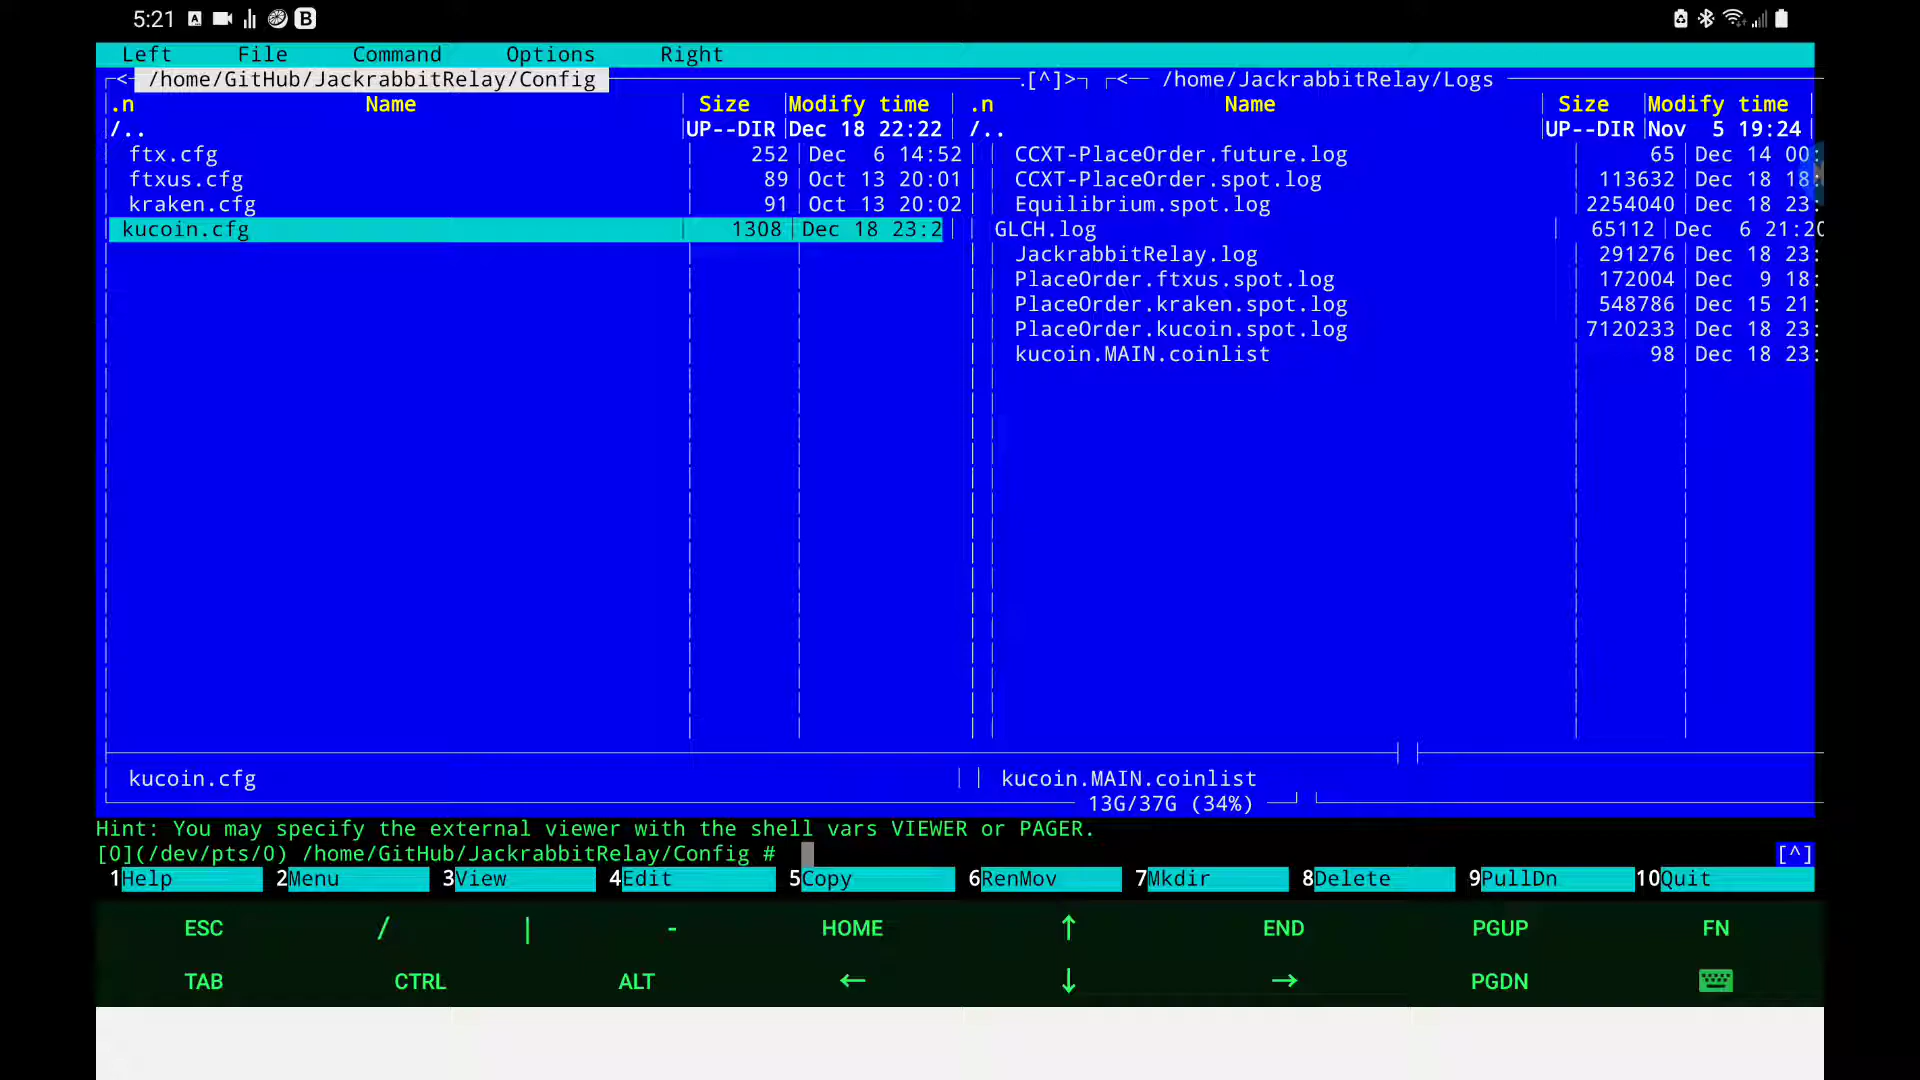 5:21 A B
Left File Command Options Right
<- /home/GitHub/JackrabbitRelay/Config .[^]> <- /home/JackrabbitRelay/Logs
.n Name Size Modify time .n Name Size Modify time
/.. UP--DIR Dec 18 22:22 /.. UP--DIR Nov 5 19:24
ftx.cfg 252 Dec 6 14:52 CCXT-PlaceOrder.future.log 65 Dec 14 00:
ftxus.cfg 89 Oct 13 20:01 CCXT-PlaceOrder.spot.log 113632 Dec 18 18:
kraken.cfg 91 Oct 13 20:02 Equilibrium.spot.log 2254040 Dec 18 23:
kucoin.cfg 1308 Dec 18 23:2 GLCH.log 65112 Dec 6 21:20
JackrabbitRelay.log 291276 Dec 18 23:
PlaceOrder.ftxus.spot.log 172004 Dec 9 18:
PlaceOrder.kraken.spot.log 548786 Dec 15 21:
PlaceOrder.kucoin.spot.log 7120233 Dec 18 23:
kucoin.MAIN.coinlist 98 Dec 18 23:
kucoin.cfg kucoin.MAIN.coinlist
13G/37G (34%)
Hint: You may specify the external viewer with the shell vars VIEWER or PAGER.
[0](/dev/pts/0) /home/GitHub/JackrabbitRelay/Config # [^]
1Help 2Menu 3View 4Edit 5Copy 6RenMov 7Mkdir 8Delete 9PullDn 10Quit
ESC / | - HOME ↑ END PGUP FN
TAB CTRL ALT ← ↓ → PGDN